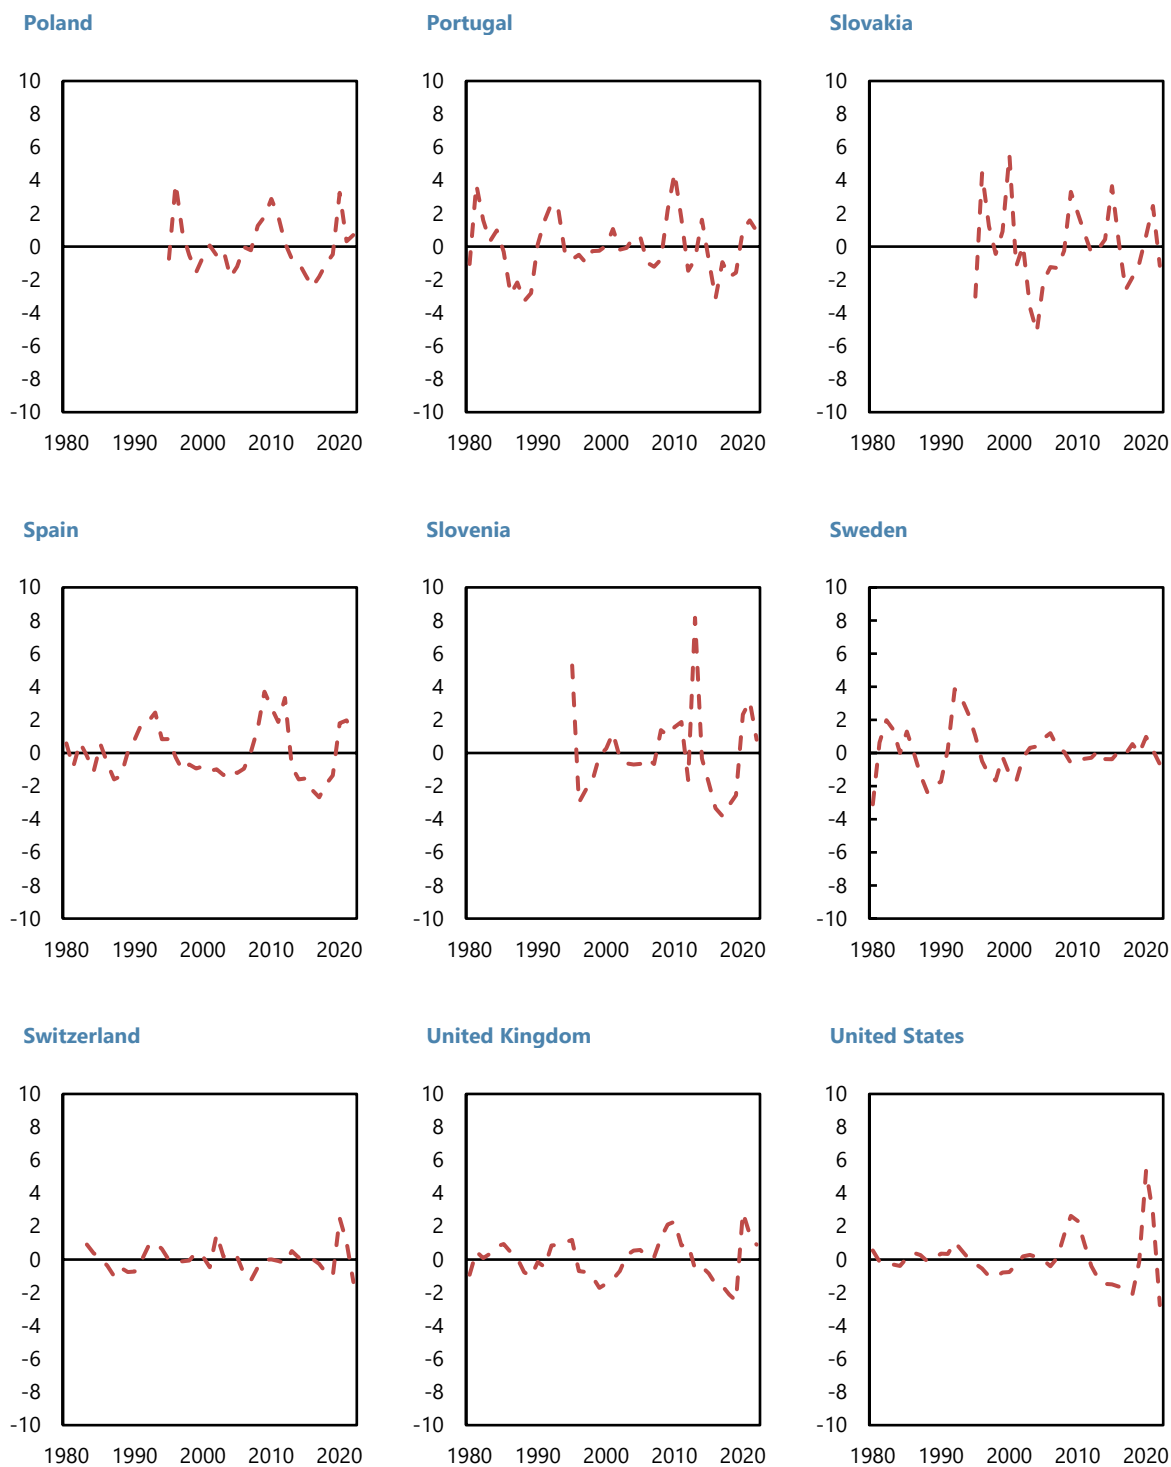 Poland Portugal Slovakia
10 10 10
8 8 8
6 6 6
4 4 4
2 2 2
0 0 0
-2 -2 -2
-4 -4 -4
-6 -6 -6
-8 -8 -8
-10 -10 -10
1980 1990 2000 2010 2020 1980 1990 2000 2010 2020 1980 1990 2000 2010 2020
Spain Slovenia Sweden
10 10 10
8 8 8
6 6 6
4 4 4
2 2 2
0 0 0
-2 -2 -2
-4 -4 -4
-6 -6 -6
-8 -8 -8
-10 -10 -10
1980 1990 2000 2010 2020 1980 1990 2000 2010 2020 1980 1990 2000 2010 2020
Switzerland United Kingdom United States
10 10 10
8 8 8
6 6 6
4 4 4
2 2 2
0 0 0
-2 -2 -2
-4 -4 -4
-6 -6 -6
-8 -8 -8
-10 -10 -10
1980 1990 2000 2010 2020 1980 1990 2000 2010 2020 1980 1990 2000 2010 2020